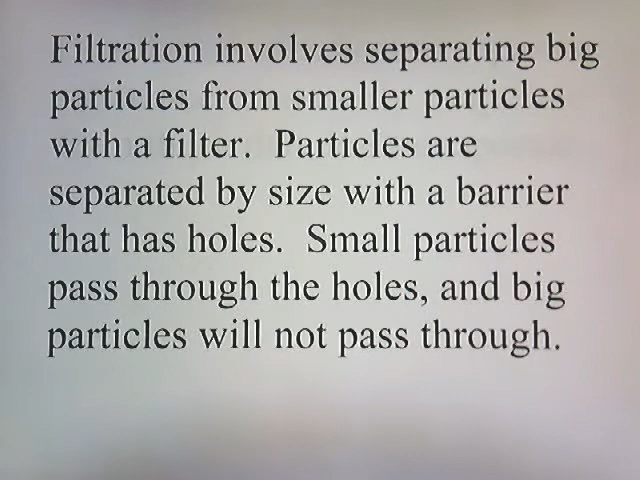 Filtration involves separating big
particles from smaller particles
with a filter.  Particles are
separated by size with a barrier
that has holes.  Small particles
pass through the holes, and big
particles will not pass through.